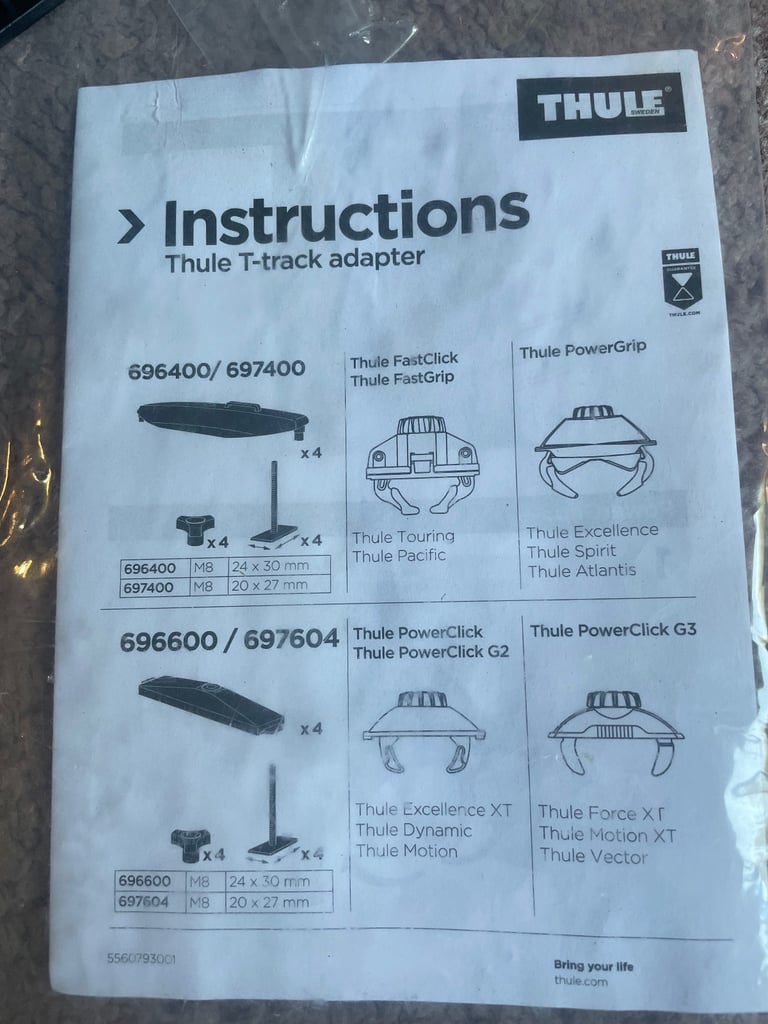 THULE®
SWEDEN
› Instructions
Thule T-track adapter
THULE
GUARANTEE
THULE.COM
696400/ 697400
x 4
x 4
x 4
696400 M8 24 x 30 mm
697400 M8 20 x 27 mm
Thule FastClick
Thule FastGrip
Thule Touring
Thule Pacific
Thule PowerGrip
Thule Excellence
Thule Spirit
Thule Atlantis
696600 / 697604
x 4
x 4
x 4
696600 M8 24 x 30 mm
697604 M8 20 x 27 mm
Thule PowerClick
Thule PowerClick G2
Thule Excellence XT
Thule Dynamic
Thule Motion
Thule PowerClick G3
Thule Force XT
Thule Motion XT
Thule Vector
5560793001
Bring your life
thule.com